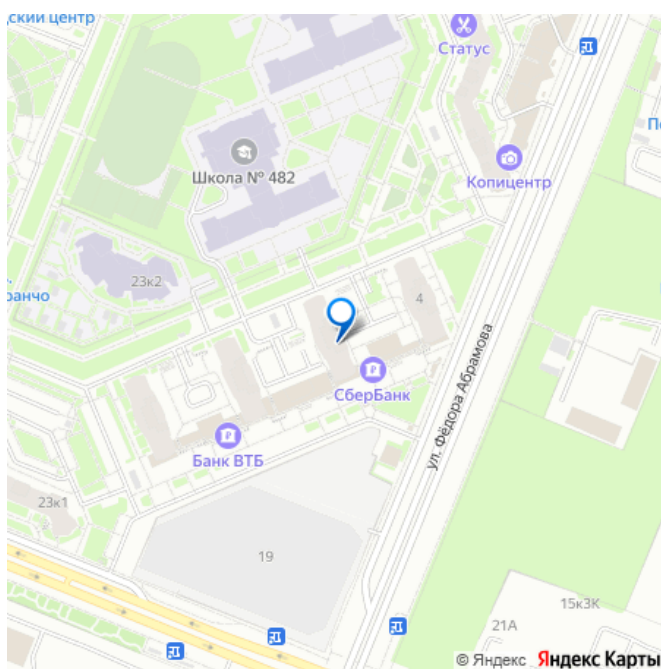 ский центр
Статус
Копицентр
Школа № 482
23к2
ранчо
4
СберБанк
Банк ВТБ
ул. Фёдора Абрамова
23к1
19
15к3К
21А
© Яндекс Яндекс Карты